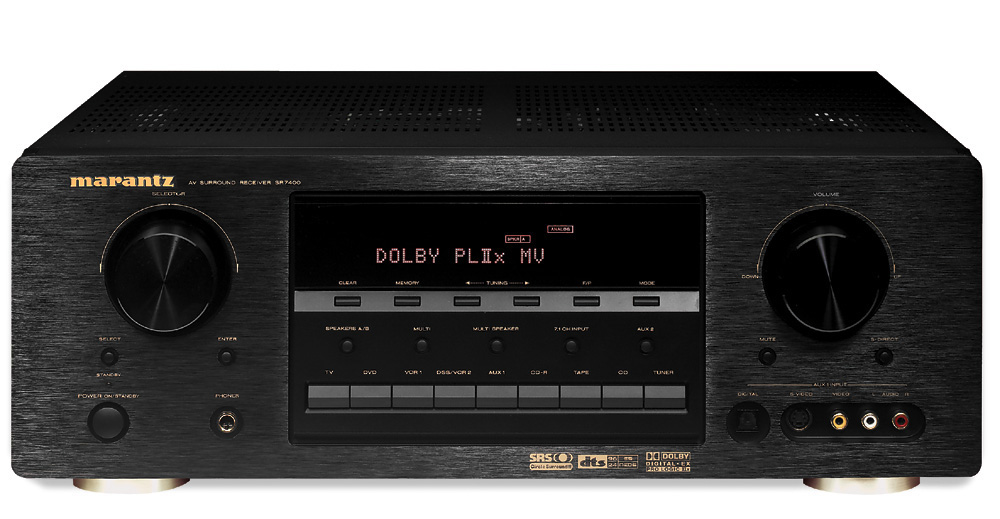 marantz AV SURROUND RECEIVER SR7400
SELECTOR
VOLUME
ANALOG
SPKR A
DOLBY PLIIx MV
DOWN
UP
CLEAR MEMORY TUNING F/P MODE
SPEAKERS A/B MULTI MULTI SPEAKER 7.1 CH INPUT AUX 2
SELECT ENTER
MUTE S-DIRECT
TV DVD VCR 1 DSS/VCR 2 AUX 1 CD-R TAPE CD TUNER
STANDBY
AUX 1 INPUT
POWER ON/STANDBY PHONES
DIGITAL S-VIDEO VIDEO L AUDIO R
SRS
Circle Surround II
dts 96 24 ES
DOLBY
DIGITAL-EX
PRO LOGIC IIx